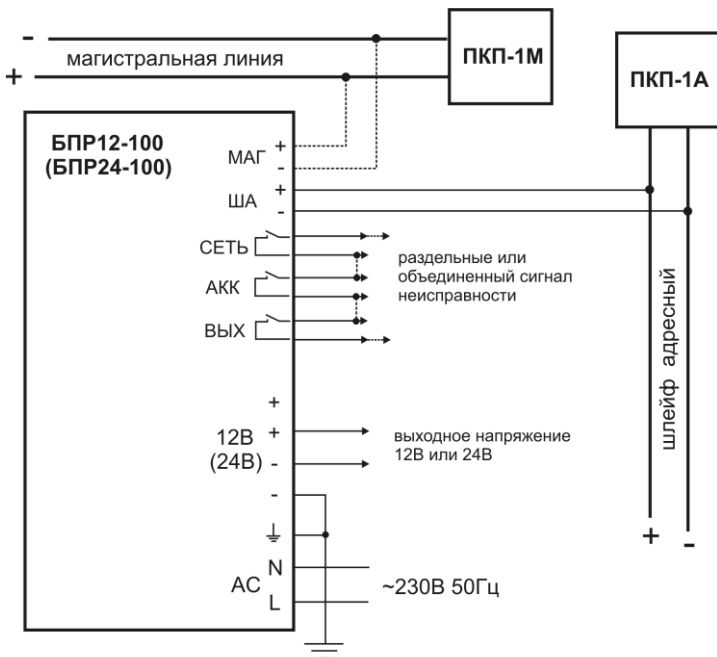 -
магистральная линия
+
ПКП-1М
ПКП-1А
БПР12-100
(БПР24-100)
МАГ
+
-
ША
+
-
СЕТЬ
АКК
ВЫХ
раздельные или
объединенный сигнал
неисправности
+
12В +
(24В) -
-
выходное напряжение
12В или 24В
АС
N
L
~230В 50Гц
шлейф адресный
+ -